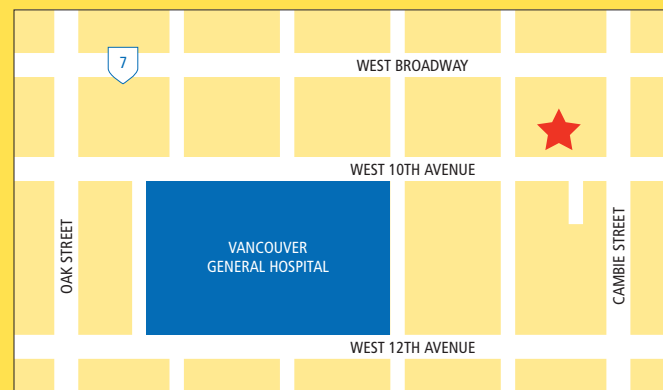 7
WEST BROADWAY
WEST 10TH AVENUE
OAK STREET
VANCOUVER
GENERAL HOSPITAL
CAMBIE STREET
WEST 12TH AVENUE